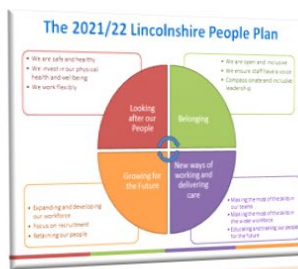 The 2021/22 Lincolnshire People Plan
• We are safe and healthy
• We invest in our physical
health and well-being
• We work flexibly
• We are open and inclusive
• We ensure staff have a voice
• Compassionate and inclusive
leadership
Looking
after our
People
Belonging
Growing for
the Future
New ways of
working and
delivering
care
• Expanding and developing
our workforce
• Focus on recruitment
• Retaining our people
• Making the most of the skills in
our teams
• Making the most of the skills in
the wider workforce
• Educating and training our people
for the future